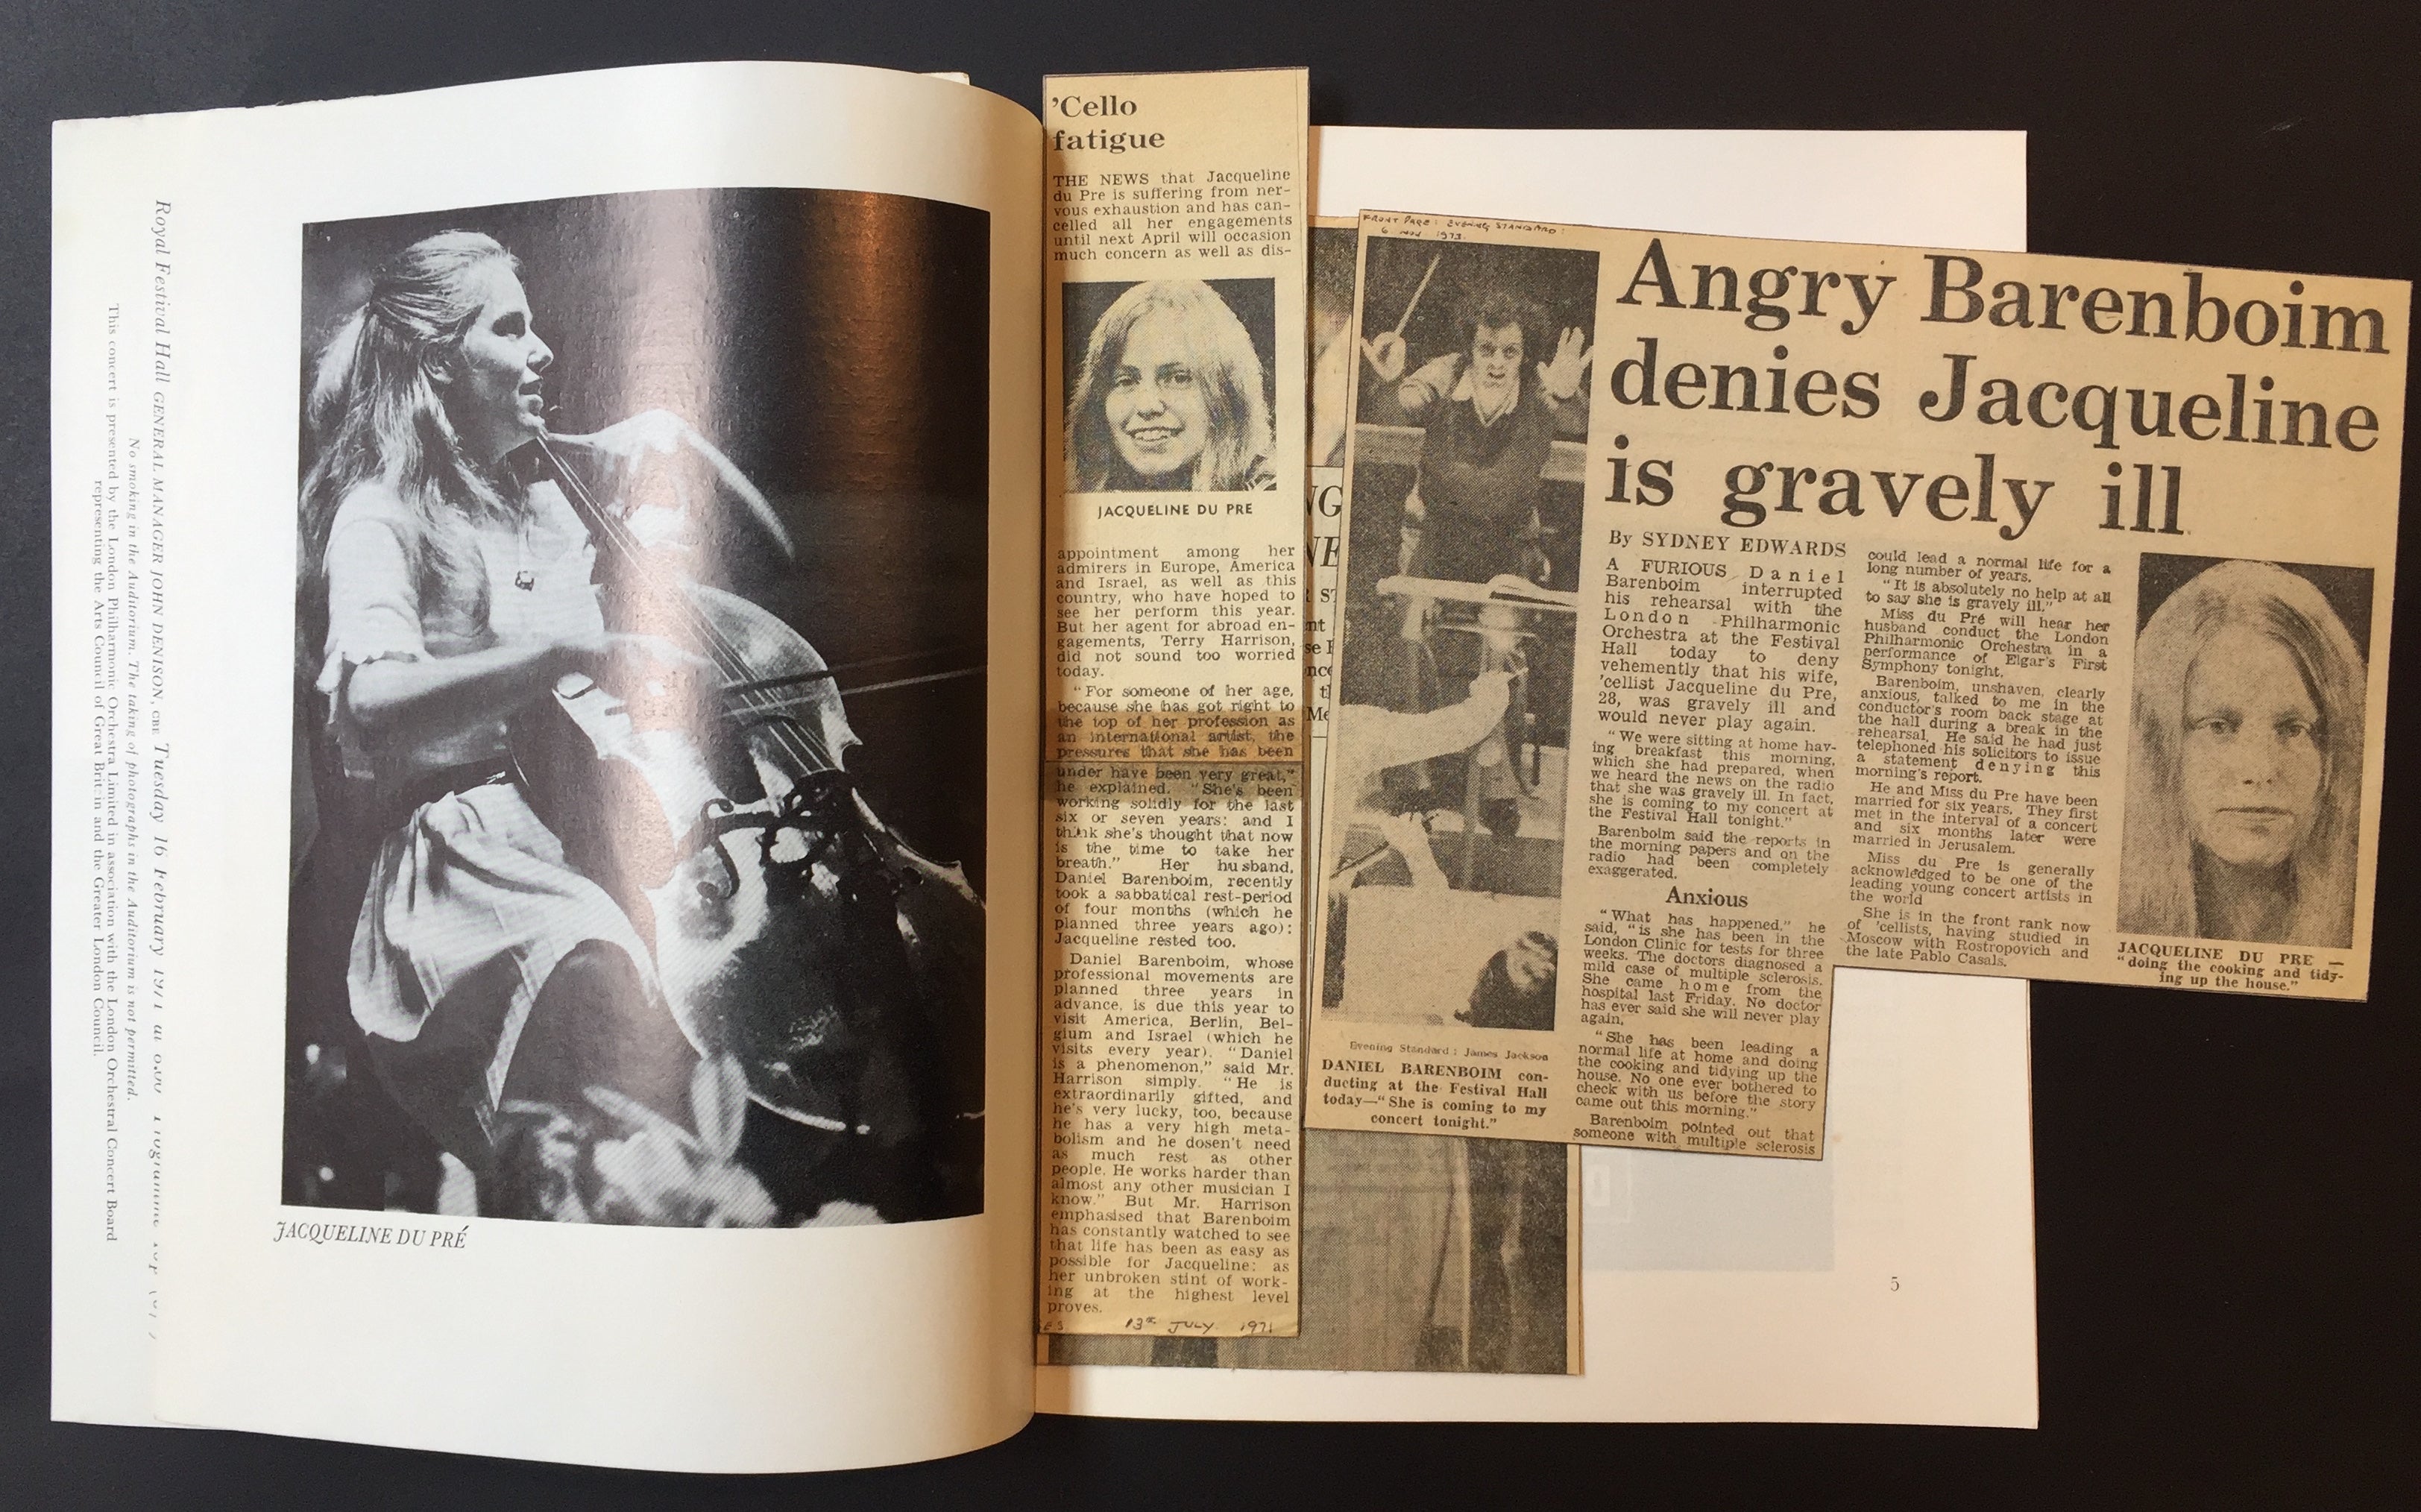 Royal Festival Hall GENERAL MANAGER JOHN DENISON, CBE Tuesday 16 February 1971 at
No smoking in the Auditorium. The taking of photographs in the Auditorium is not permitted.
This concert is presented by the London Philharmonic Orchestra Limited in association with the London Orchestral Concert Board
representing the Arts Council of Great Britain and the Greater London Council.
JACQUELINE DU PRÉ
'Cello
fatigue
THE NEWS that Jacqueline
du Pre is suffering from ner-
vous exhaustion and has can-
celled all her engagements
until next April will occasion
much concern as well as dis-
JACQUELINE DU PRE
appointment among her
admirers in Europe, America
and Israel, as well as this
country, who have hoped to
see her perform this year.
But her agent for abroad en-
gagements, Terry Harrison,
did not sound too worried
today.
"For someone of her age,
because she has got right to
the top of her profession as
an international artist, the
pressures that she has been
under have been very great,"
he explained. "She's been
working solidly for the last
six or seven years: and I
think she's thought that now
is the time to take her
breath." Her husband,
Daniel Barenboim, recently
took a sabbatical rest-period
of four months (which he
planned three years ago):
Jacqueline rested too.
Daniel Barenboim, whose
professional movements are
planned three years in
advance, is due this year to
visit America, Berlin, Bel-
gium and Israel (which he
visits every year). "Daniel
is a phenomenon," said Mr.
Harrison simply. "He is
extraordinarily gifted, and
he's very lucky, too, because
he has a very high meta-
bolism and he dosen't need
as much rest as other
people. He works harder than
almost any other musician I
know." But Mr. Harrison
emphasised that Barenboim
has constantly watched to see
that life has been as easy as
possible for Jacqueline: as
her unbroken stint of work-
ing at the highest level
proves.
E S 13th JULY 1971
FRONT PAGE: EVENING STANDARD:
6 NOV 1973.
Angry Barenboim
denies Jacqueline
is gravely ill
By SYDNEY EDWARDS
A FURIOUS Daniel
Barenboim interrupted
his rehearsal with the
London Philharmonic
Orchestra at the Festival
Hall today to deny
vehemently that his wife,
'cellist Jacqueline du Pre,
28, was gravely ill and
would never play again.
"We were sitting at home hav-
ing breakfast this morning,
which she had prepared, when
we heard the news on the radio
that she was gravely ill. In fact,
she is coming to my concert at
the Festival Hall tonight."
Barenboim said the reports in
the morning papers and on the
radio had been completely
exaggerated.
Anxious
"What has happened," he
said, "is she has been in the
London Clinic for tests for three
weeks. The doctors diagnosed a
mild case of multiple sclerosis.
She came home from the
hospital last Friday. No doctor
has ever said she will never play
again.
"She has been leading a
normal life at home and doing
the cooking and tidying up the
house. No one ever bothered to
check with us before the story
came out this morning."
Barenboim pointed out that
someone with multiple sclerosis
could lead a normal life for a
long number of years.
"It is absolutely no help at all
to say she is gravely ill."
Miss du Pré will hear her
husband conduct the London
Philharmonic Orchestra in a
performance of Elgar's First
Symphony tonight.
Barenboim, unshaven, clearly
anxious, talked to me in the
conductor's room back stage at
the hall during a break in the
rehearsal. He said he had just
telephoned his solicitors to issue
a statement denying this
morning's report.
He and Miss du Pre have been
married for six years. They first
met in the interval of a concert
and six months later were
married in Jerusalem.
Miss du Pre is generally
acknowledged to be one of the
leading young concert artists in
the world
She is in the front rank now
of 'cellists, having studied in
Moscow with Rostropovich and
the late Pablo Casals.
Evening Standard: James Jackson
DANIEL BARENBOIM con-
ducting at the Festival Hall
today—"She is coming to my
concert tonight."
JACQUELINE DU PRE —
"doing the cooking and tidy-
ing up the house."
5